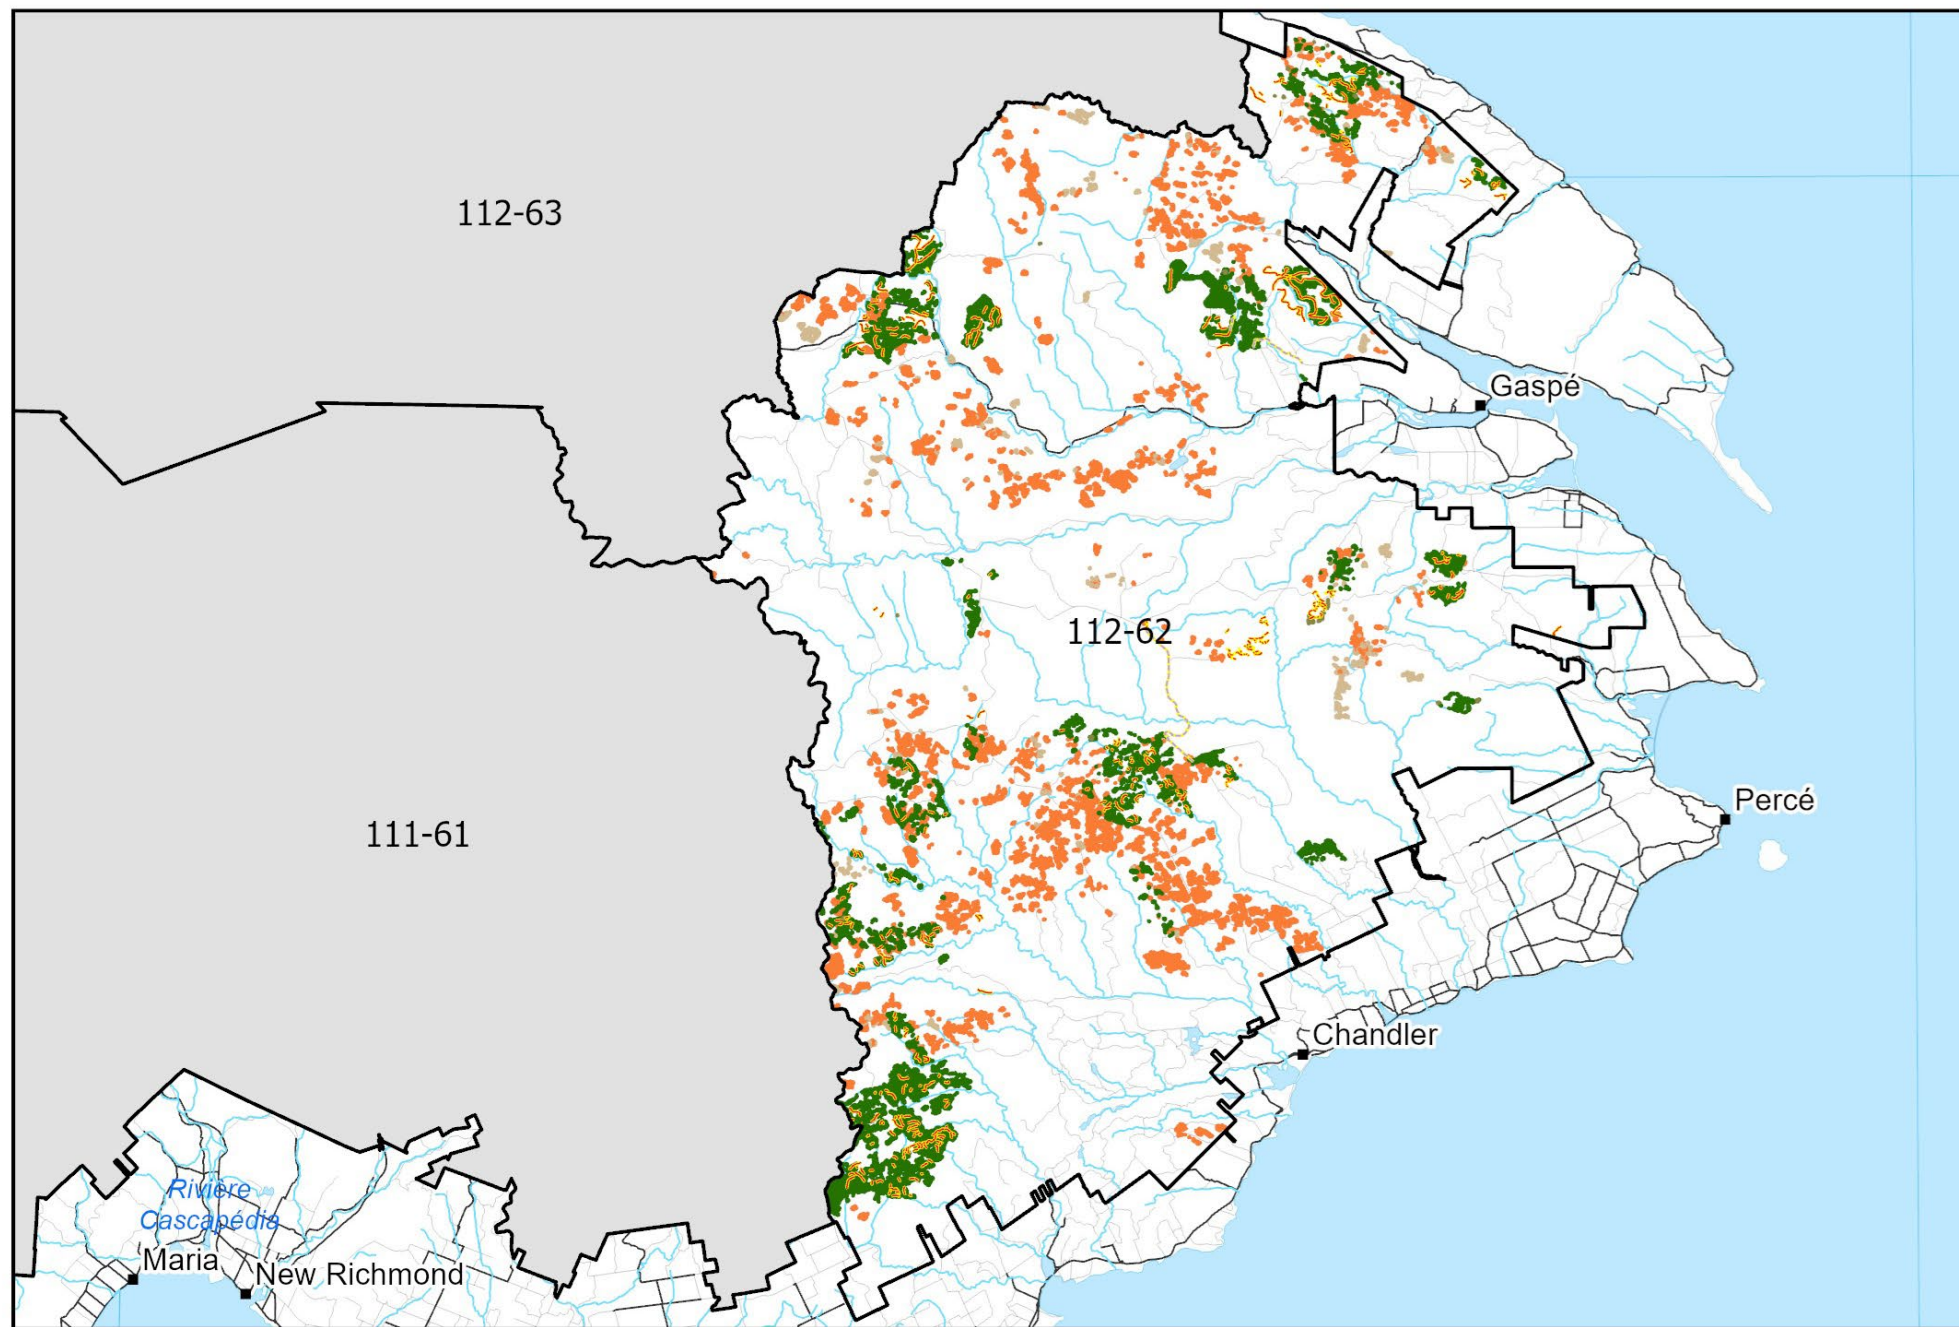 112-63
Gaspé
112-62
Percé
111-61
Chandler
Rivière
Cascapédia
Maria
New Richmond